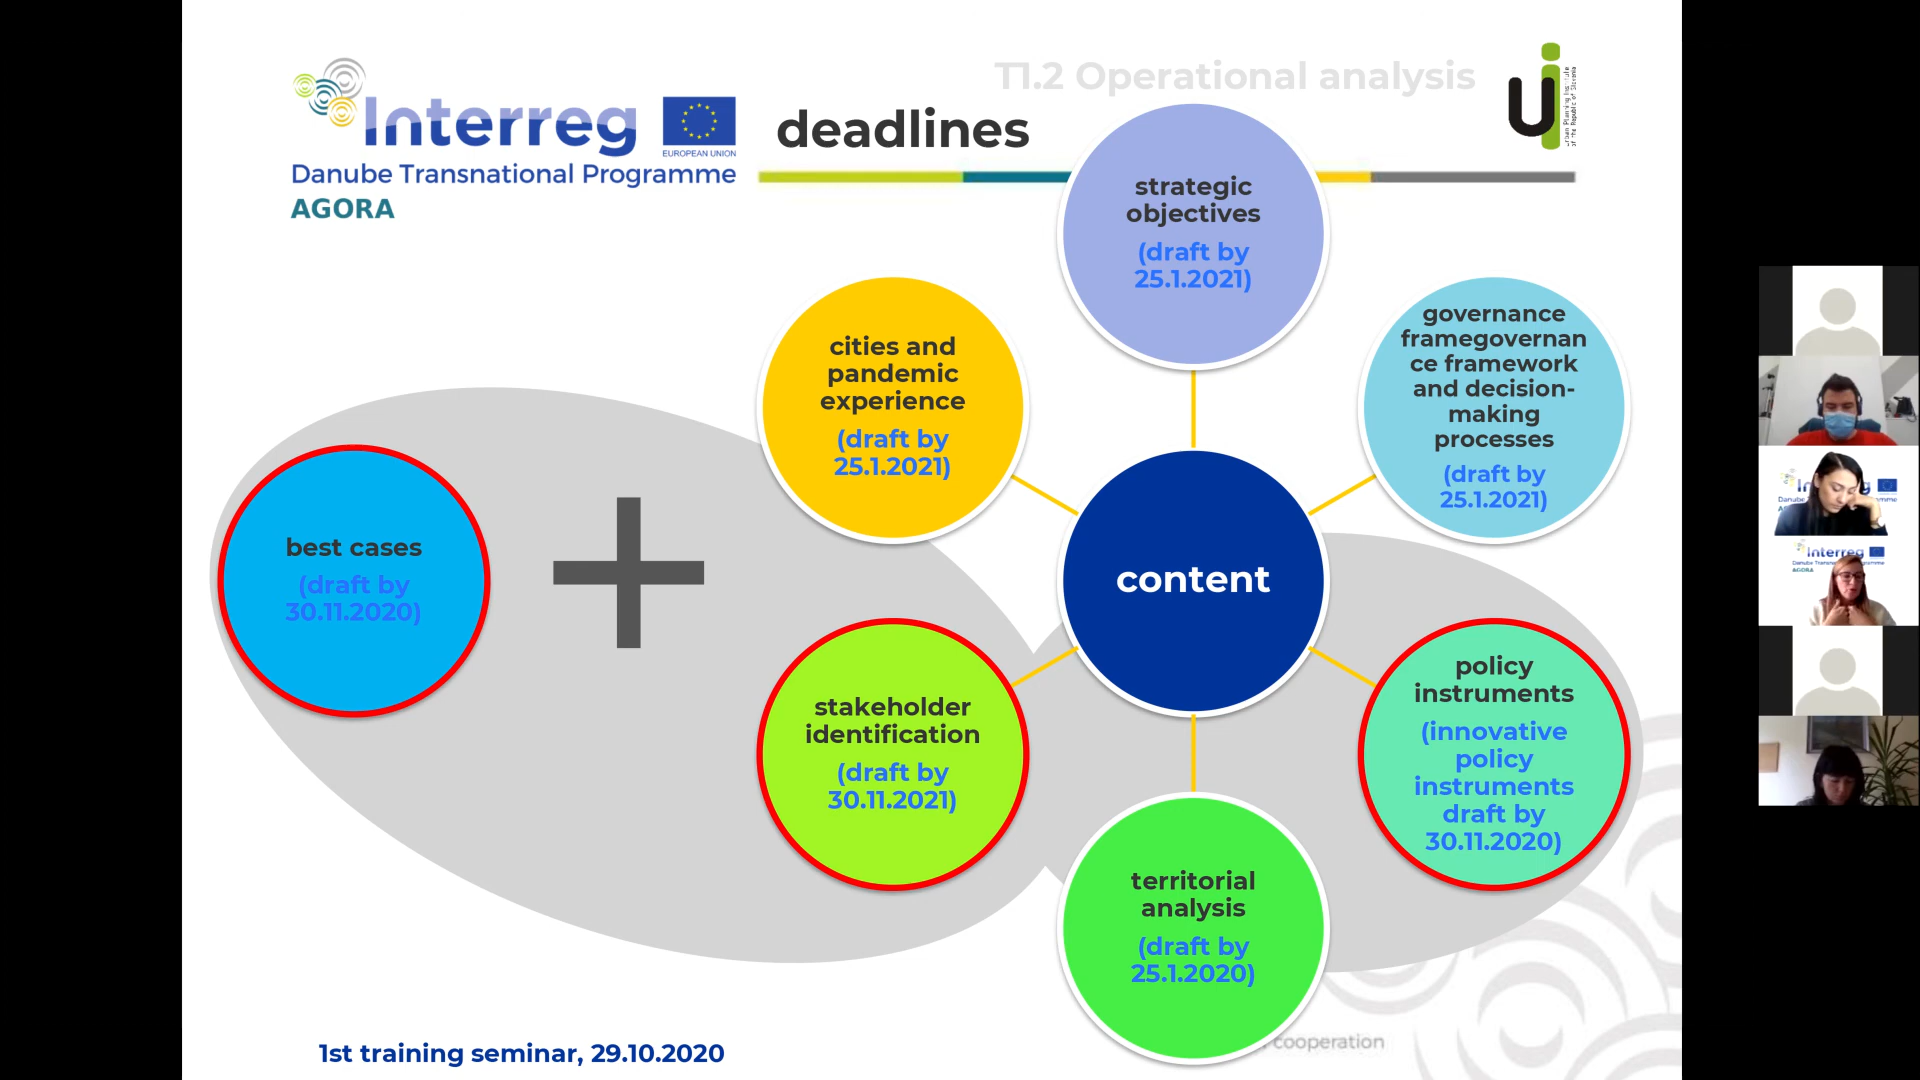 T1.2 Operational analysis
Interreg
EUROPEAN UNION
Danube Transnational Programme
AGORA
deadlines
strategic
objectives
(draft by
25.1.2021)
cities and
pandemic
experience
(draft by
25.1.2021)
governance
framegovernan
ce framework
and decision-
making
processes
(draft by
25.1.2021)
best cases
(draft by
30.11.2020)
content
stakeholder
identification
(draft by
30.11.2021)
policy
instruments
(innovative
policy
instruments
draft by
30.11.2020)
territorial
analysis
(draft by
25.1.2020)
1st training seminar, 29.10.2020
cooperation
Interreg